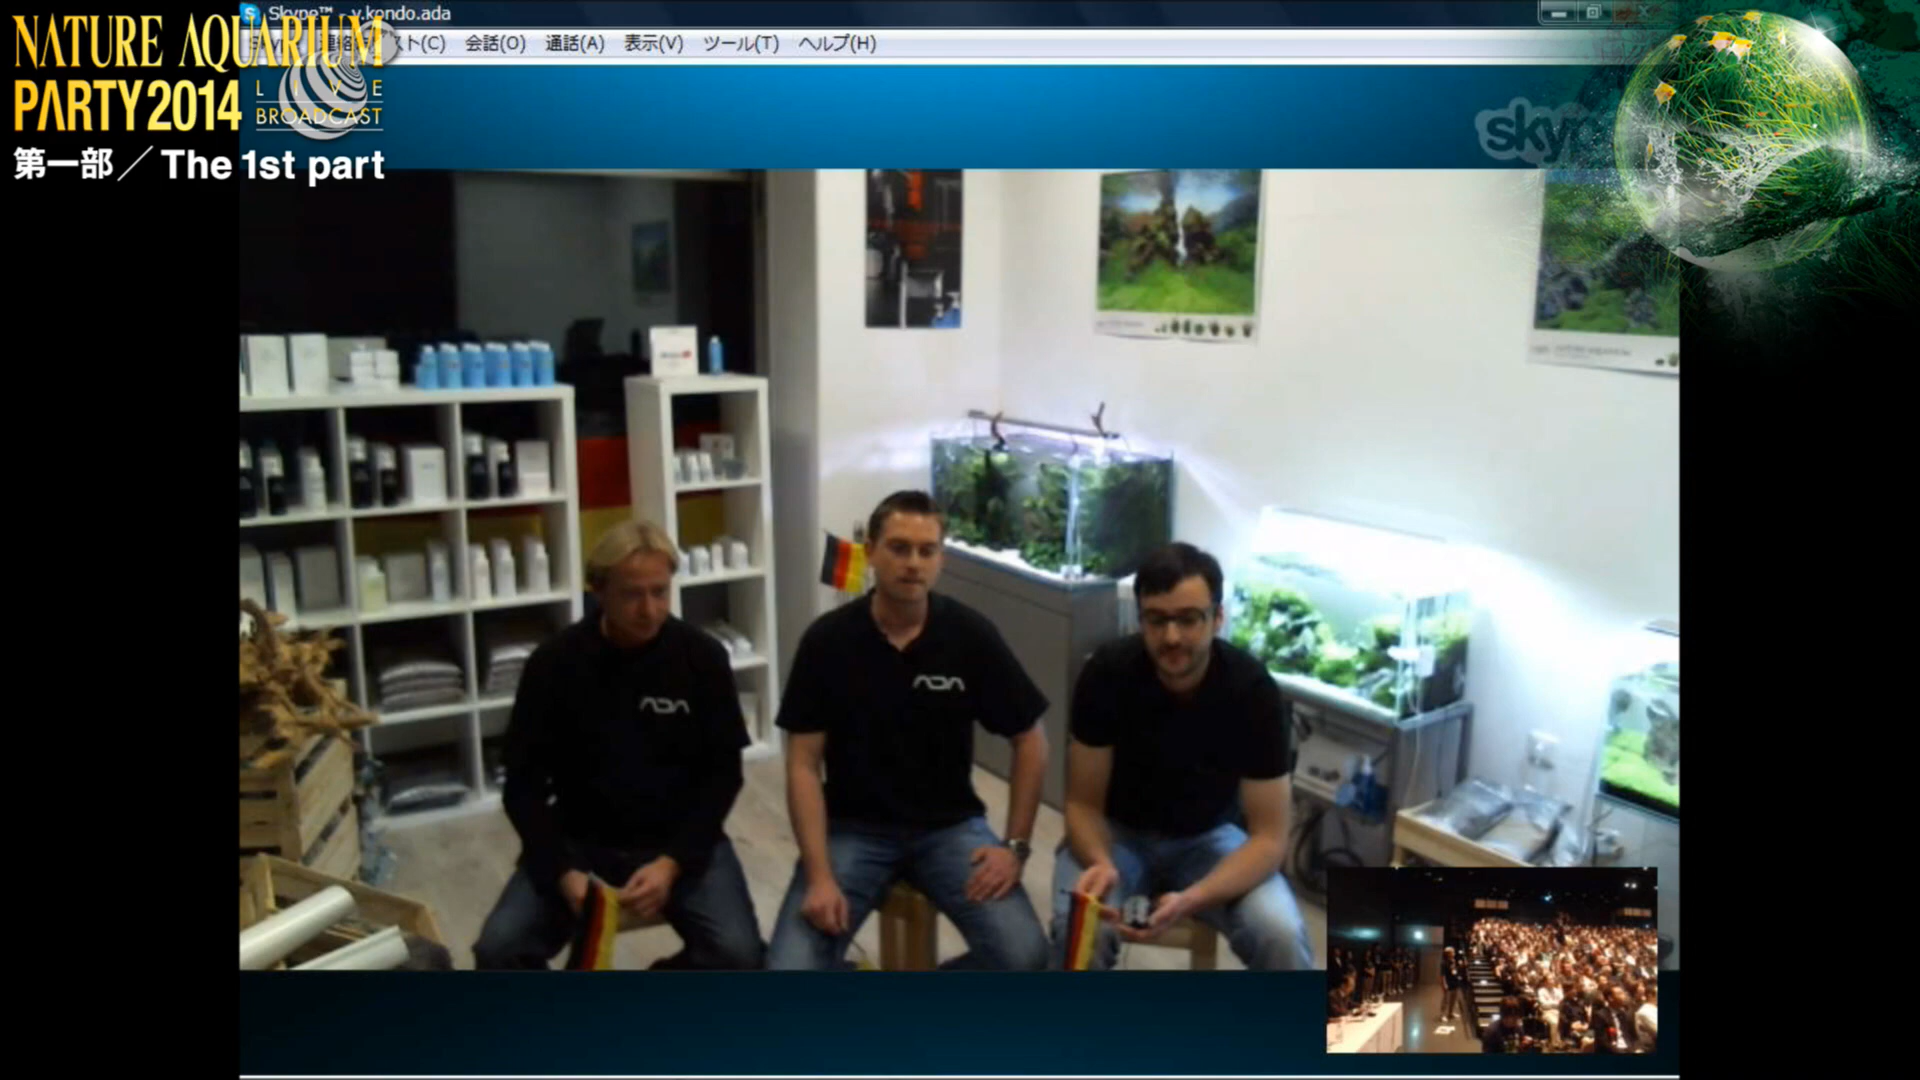 Skype™ - y.kondo.ada
NATURE AQUARIUM
PARTY 2014
LIVE
BROADCAST
第一部／The 1st part
会話(O) 通話(A) 表示(V) ツール(T) ヘルプ(H)
ADA
ADA